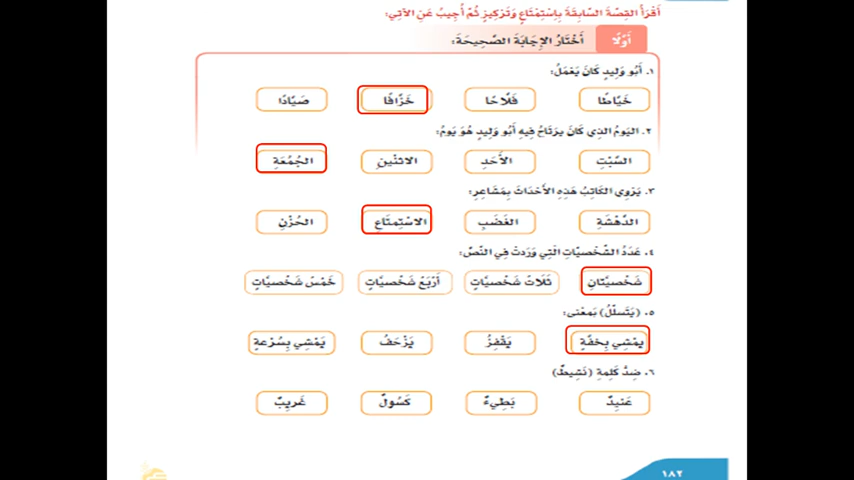 أَقْرَأُ القِصَّةَ السَّابِقَةَ بِاسْتِمْتَاعٍ وَتَرْكِيزٍ ثُمَّ أُجِيبُ عَنِ الآتِي:
أَوَّلًا أَخْتَارُ الإِجَابَةَ الصَّحِيحَةَ:
١. أَبُو وَلِيدٍ كَانَ يَعْمَلُ:
خَيَّاطًا فَلَّاحًا خَزَّافًا صَيَّادًا
٢. اليَوْمُ الَّذِي كَانَ يَرْتَاحُ فِيهِ أَبُو وَلِيدٍ هُوَ يَوْمُ:
السَّبْتِ الأَحَدِ الاثْنَيْنِ الجُمُعَةِ
٣. يَرْوِي الكَاتِبُ هَذِهِ الأَحْدَاثَ بِمَشَاعِرِ:
الدَّهْشَةِ الغَضَبِ الاسْتِمْتَاعِ الحُزْنِ
٤. عَدَدُ الشَّخْصِيَّاتِ الَّتِي وَرَدَتْ فِي النَّصِّ:
شَخْصِيَّتَانِ ثَلَاثُ شَخْصِيَّاتٍ أَرْبَعُ شَخْصِيَّاتٍ خَمْسُ شَخْصِيَّاتٍ
٥. (يَتَسَلَّلُ) بَمعْنَى:
يَمْشِي بِخِفَّةٍ يَقْفِزُ يَزْحَفُ يَمْشِي بِسُرْعةٍ
٦. ضِدُّ كَلِمَةِ (نَشِيطٌ)
عَنِيدٌ بَطِيءٌ كَسُولٌ غَرِيبٌ
١٨٢